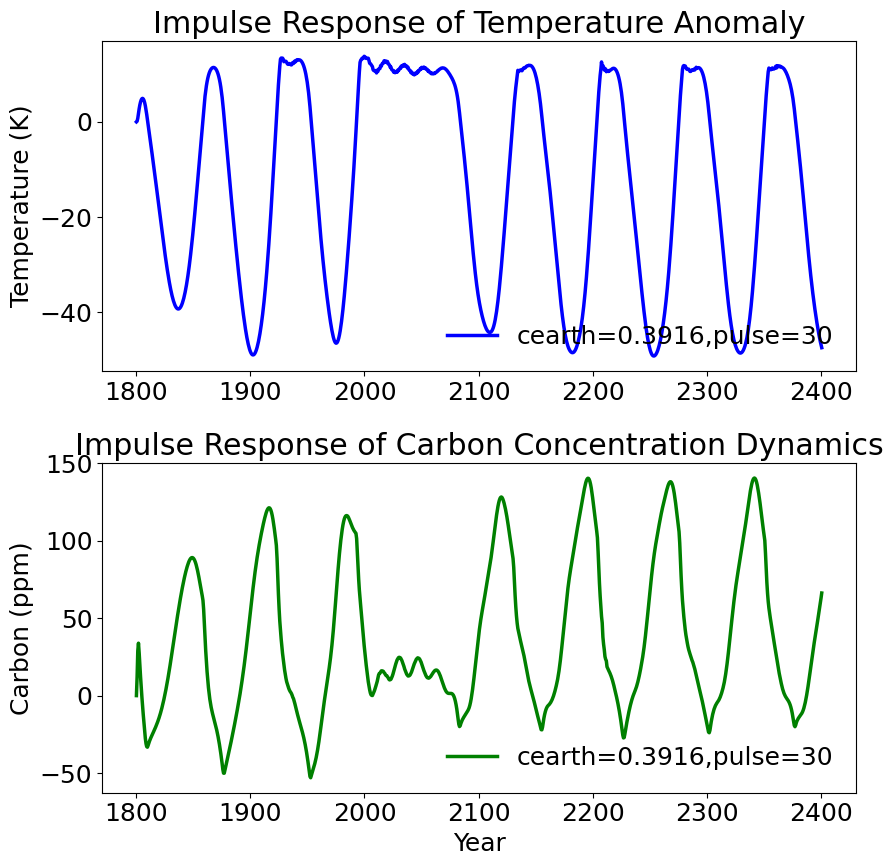 Impulse Response of Temperature Anomaly
Temperature (K)
0
−20
−40
cearth=0.3916,pulse=30
1800 1900 2000 2100 2200 2300 2400
Impulse Response of Carbon Concentration Dynamics
Carbon (ppm)
150
100
50
0
−50
cearth=0.3916,pulse=30
1800 1900 2000 2100 2200 2300 2400
Year